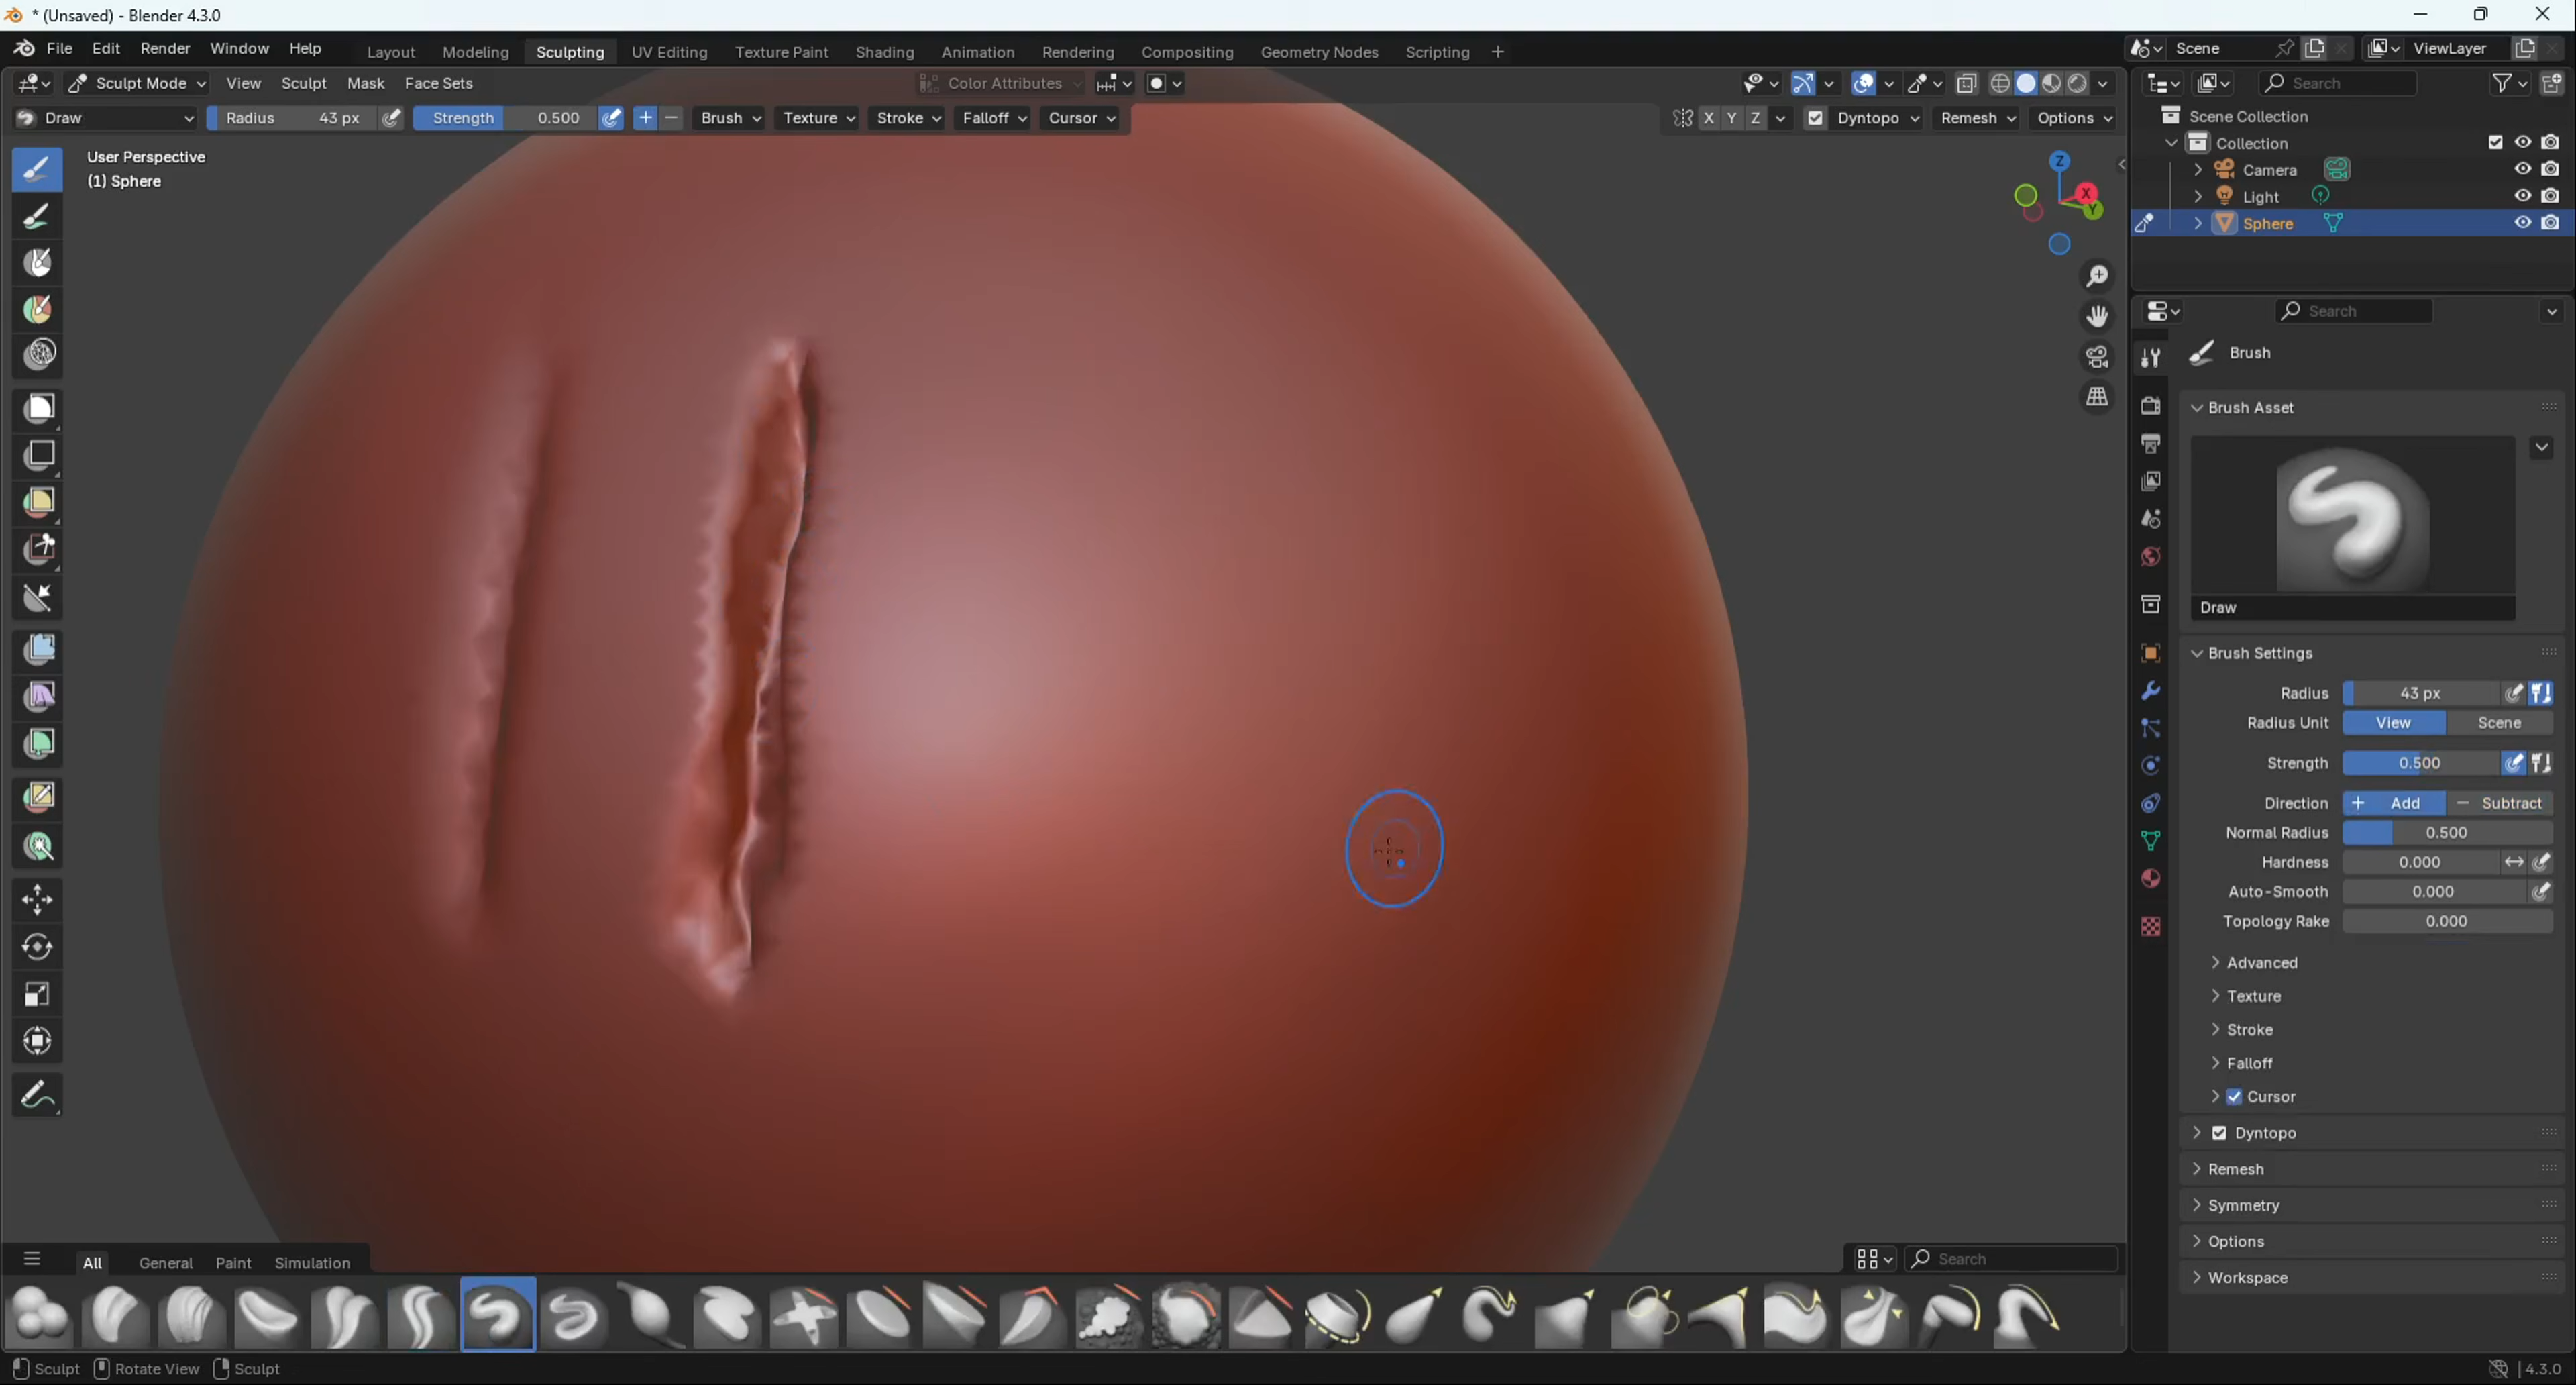 * (Unsaved) - Blender 4.3.0
File Edit Render Window Help Layout Modeling Sculpting UV Editing Texture Paint Shading Animation Rendering Compositing Geometry Nodes Scripting + Scene ViewLayer
Sculpt Mode View Sculpt Mask Face Sets Color Attributes Search
Draw Radius 43 px Strength 0.500 + − Brush Texture Stroke Falloff Cursor X Y Z Dyntopo Remesh Options
User Perspective
(1) Sphere
Z
X
Y
Scene Collection
Collection
Camera
Light
Sphere
Search
Brush
Brush Asset
Draw
Brush Settings
Radius 43 px
Radius Unit View Scene
Strength 0.500
Direction + Add − Subtract
Normal Radius 0.500
Hardness 0.000
Auto-Smooth 0.000
Topology Rake 0.000
Advanced
Texture
Stroke
Falloff
Cursor
Dyntopo
Remesh
Symmetry
Options
Workspace
All General Paint Simulation Search
Sculpt Rotate View Sculpt 4.3.0